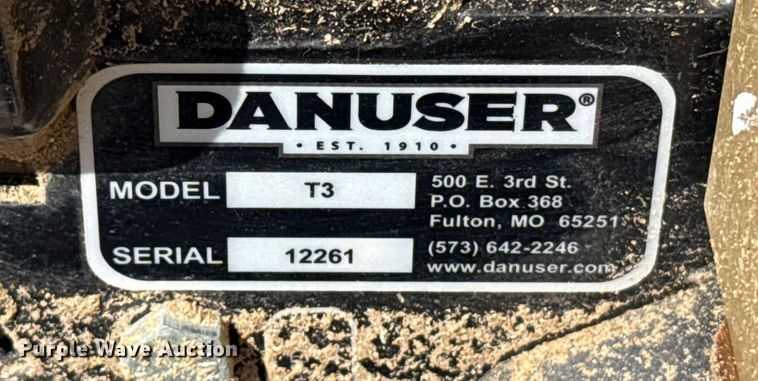 DANUSER®
• EST. 1910 •
MODEL T3
SERIAL 12261
500 E. 3rd St.
P.O. Box 368
Fulton, MO 65251
(573) 642-2246
www.danuser.com
Purple Wave Auction